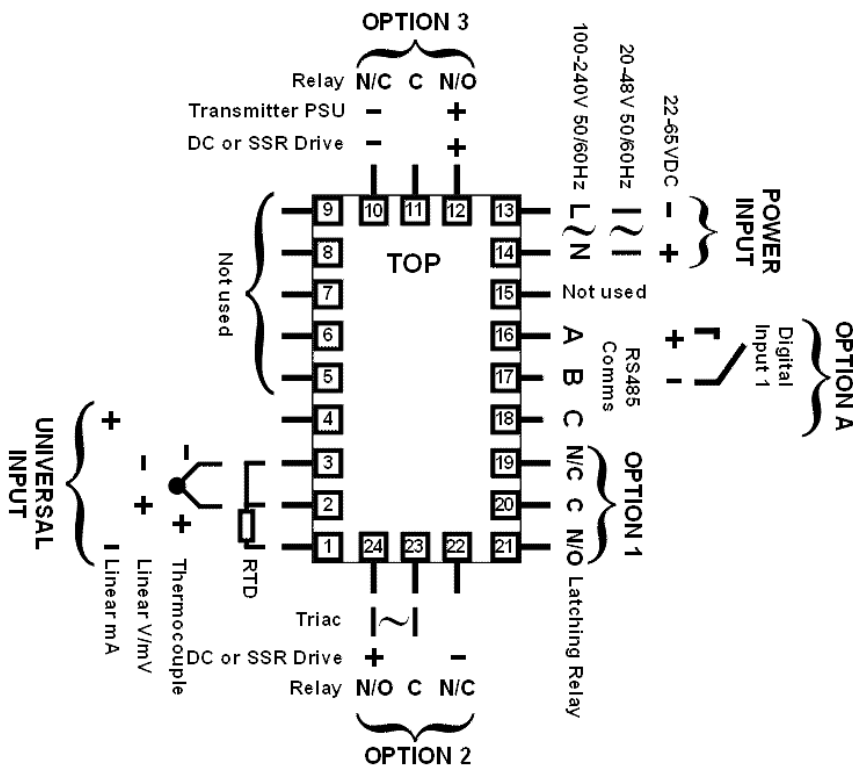 OPTION 3
Relay N/C C N/O
Transmitter PSU − +
DC or SSR Drive − +
100-240V 50/60Hz
20-48V 50/60Hz
22-65VDC
POWER
INPUT
L ~ N
~
− +
9 10 11 12 13
8 TOP 14
7 15 Not used
6 16 A
5 17 B
4 18 C
3 19 N/C
2 20 C
1 24 23 22 21 N/O
Not used
RS485
Comms
+ −
Digital
Input 1
OPTION A
OPTION 1
Latching Relay
UNIVERSAL
INPUT
+ − Linear mA
− + Linear V/mV
− + Thermocouple
RTD
Triac ~
DC or SSR Drive + −
Relay N/O C N/C
OPTION 2